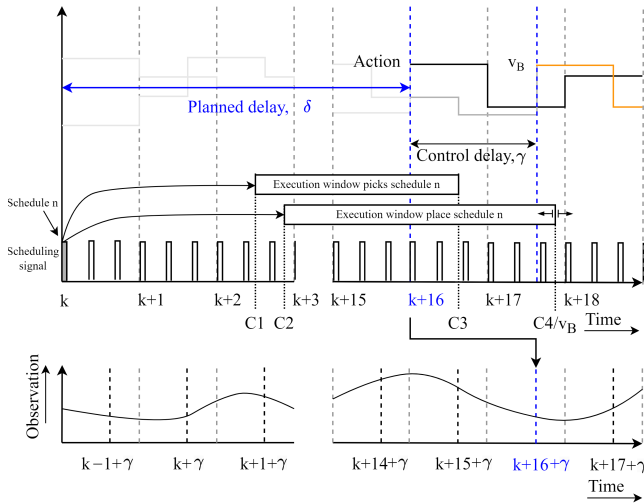 Action
v_B
Planned delay, δ
Control delay, γ
Execution window picks schedule n
Schedule n
Execution window place schedule n
Scheduling
signal
k
k+1
k+2
k+3
k+15
k+16
k+17
k+18
C1
C2
C3
C4/v_B
Time
Observation
k−1+γ
k+γ
k+1+γ
k+14+γ
k+15+γ
k+16+γ
k+17+γ
Time